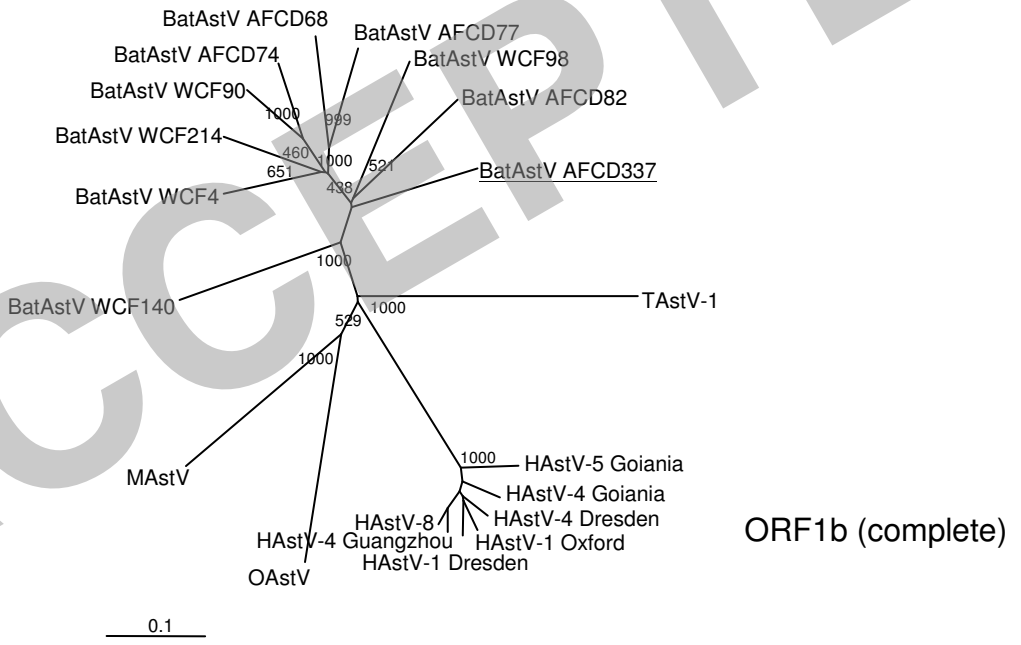 BatAstV AFCD68
BatAstV AFCD77
BatAstV AFCD74
BatAstV WCF98
BatAstV WCF90
BatAstV AFCD82
1000
999
BatAstV WCF214
460
1000
521
651
BatAstV AFCD337
438
BatAstV WCF4
1000
BatAstV WCF140
TAstV-1
1000
529
1000
1000
HAstV-5 Goiania
MAstV
HAstV-4 Goiania
HAstV-8
HAstV-4 Dresden
ORF1b (complete)
HAstV-4 Guangzhou
HAstV-1 Oxford
HAstV-1 Dresden
OAstV
0.1
CCEPT